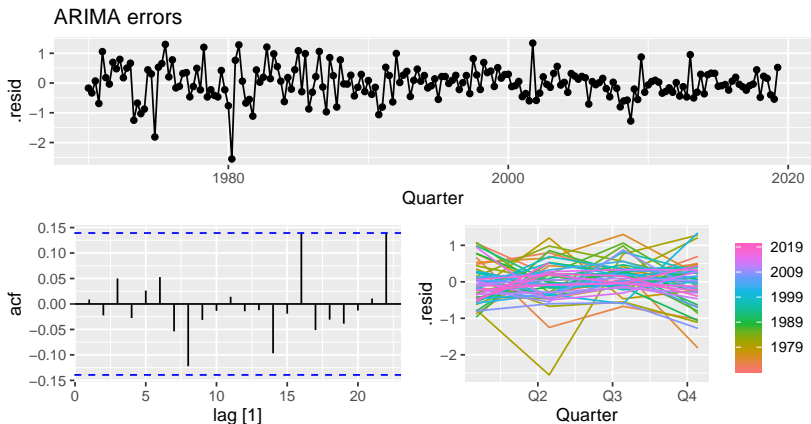 ARIMA errors
1
0
−1
−2
.resid
1980
2000
2020
Quarter
0.15
0.10
0.05
0.00
−0.05
−0.10
−0.15
acf
0
5
10
15
20
lag [1]
1
0
−1
−2
.resid
Q2
Q3
Q4
Quarter
2019
2009
1999
1989
1979